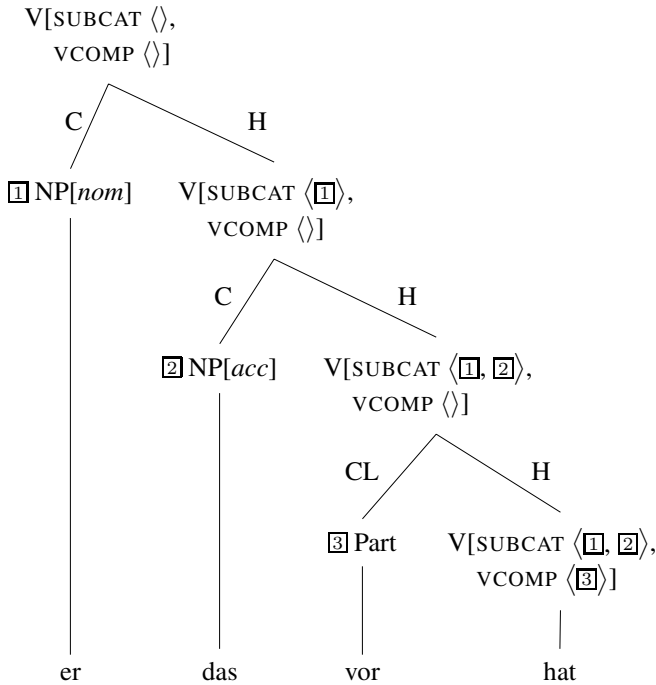 V[SUBCAT ⟨⟩,
VCOMP ⟨⟩]
C H
1 NP[nom] V[SUBCAT ⟨1⟩,
VCOMP ⟨⟩]
C H
2 NP[acc] V[SUBCAT ⟨1, 2⟩,
VCOMP ⟨⟩]
CL H
3 Part V[SUBCAT ⟨1, 2⟩,
VCOMP ⟨3⟩]
er das vor hat